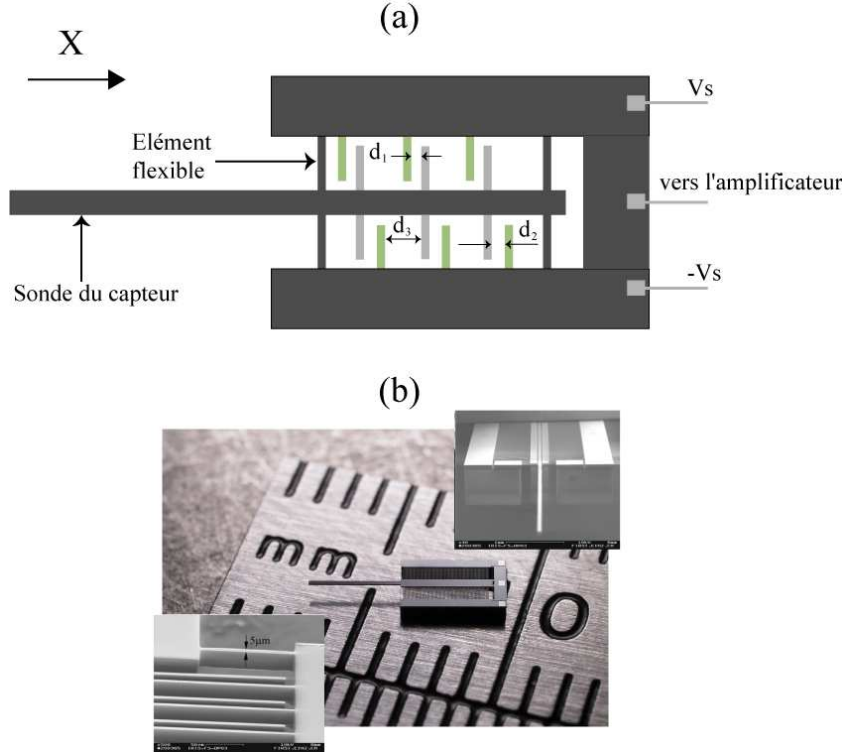 (a)
X
Vs
Elément
flexible
d₁
vers l'amplificateur
d₃
d₂
Sonde du capteur
-Vs
(b)
mm
5μm
0